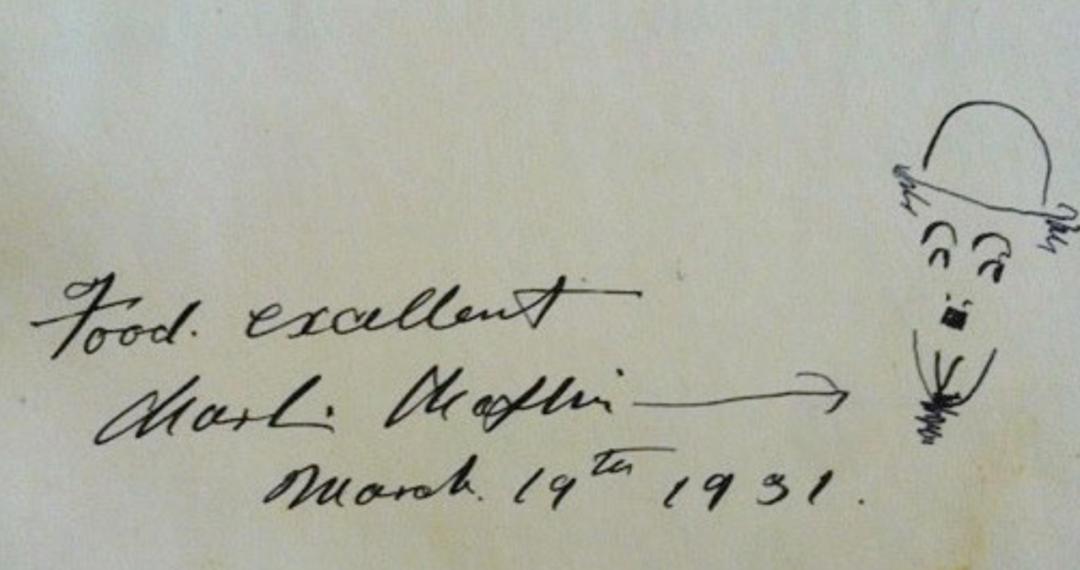 Food. excellent
Charlie Chaplin
March. 19th 1931.